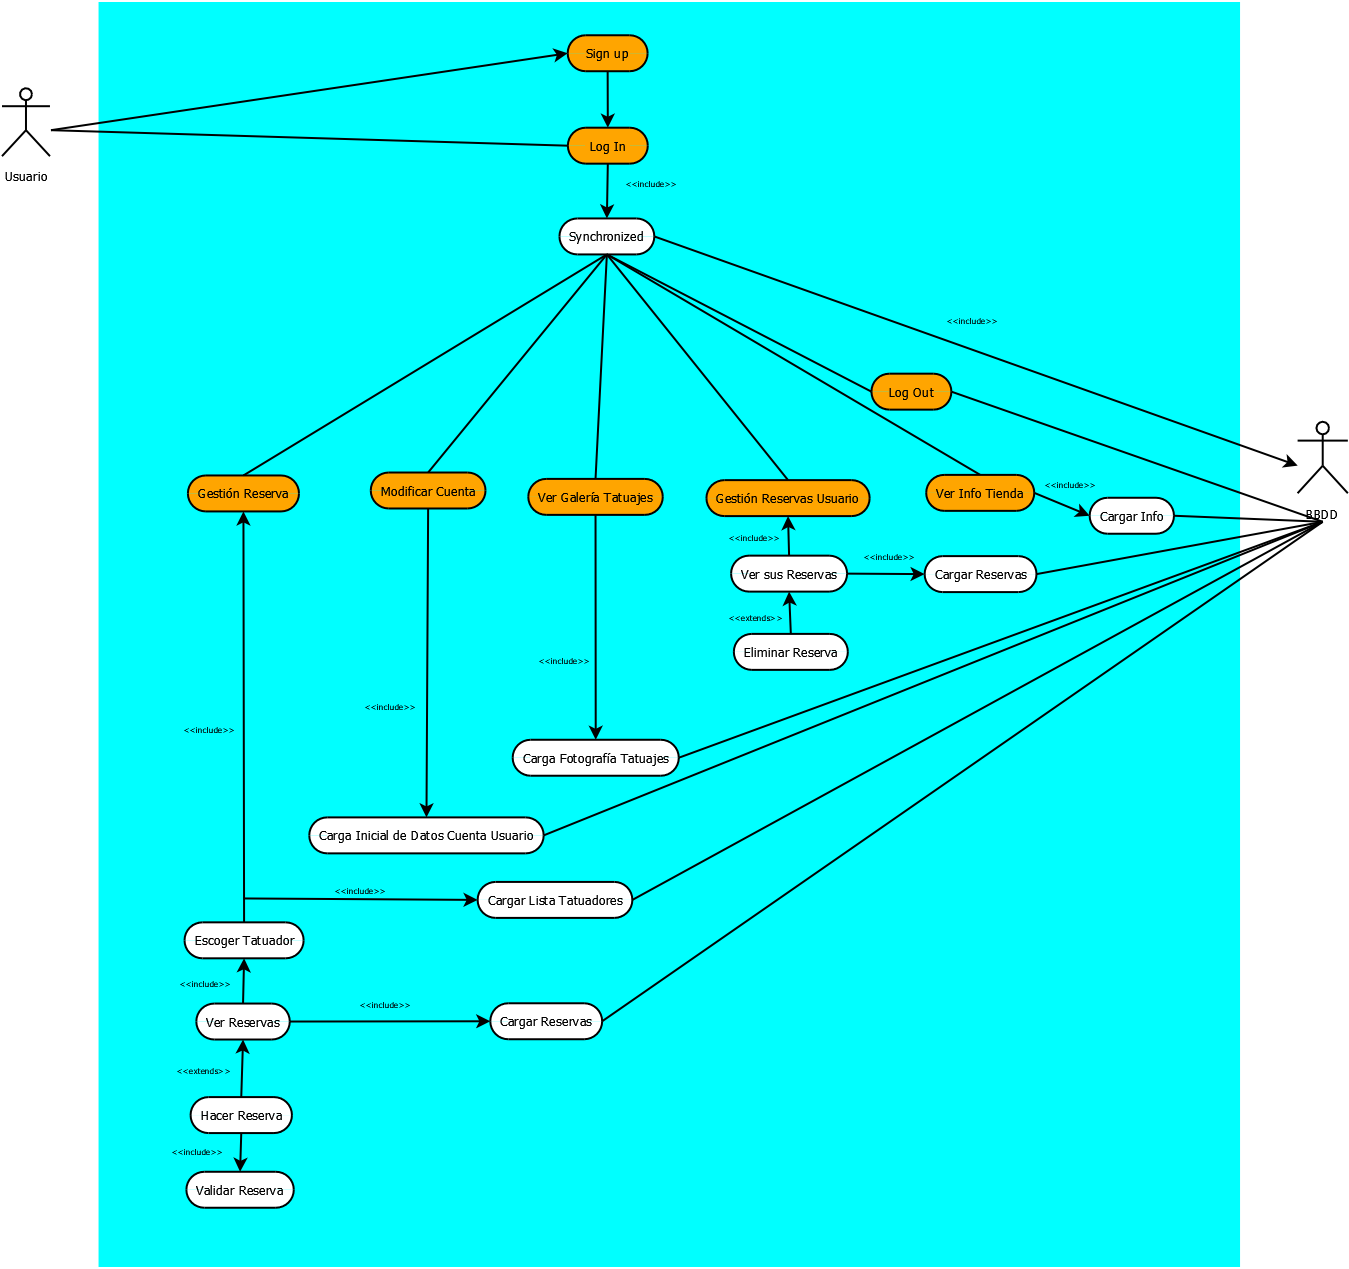 Sign up
Log In
Usuario
<<include>>
Synchronized
<<include>>
Log Out
Gestión Reserva
Modificar Cuenta
Ver Galería Tatuajes
Gestión Reservas Usuario
Ver Info Tienda
<<include>>
Cargar Info
BBDD
<<include>>
<<include>>
Ver sus Reservas
Cargar Reservas
<<extends>>
Eliminar Reserva
<<include>>
<<include>>
<<include>>
Carga Fotografía Tatuajes
Carga Inicial de Datos Cuenta Usuario
<<include>>
Cargar Lista Tatuadores
Escoger Tatuador
<<include>>
<<include>>
Ver Reservas
Cargar Reservas
<<extends>>
Hacer Reserva
<<include>>
Validar Reserva